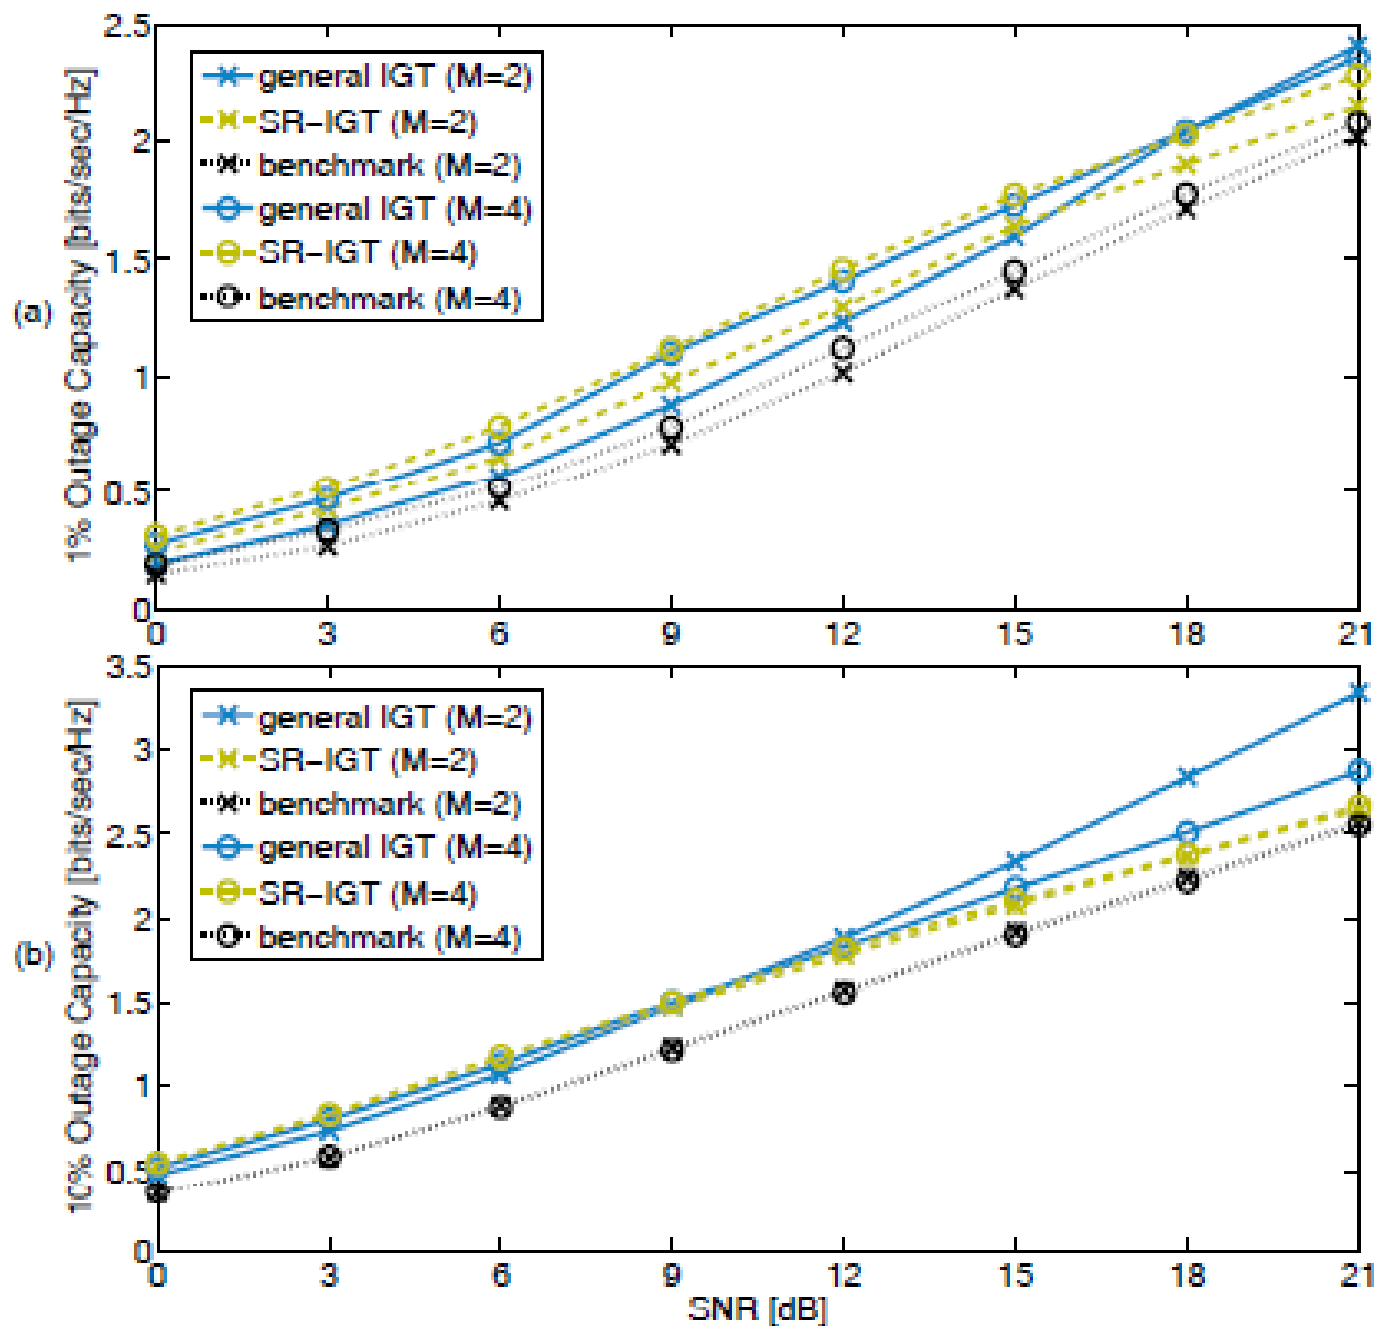 (a)
1% Outage Capacity [bits/sec/Hz]
2.5
2
1.5
1
0.5
0
general IGT (M=2)
SR-IGT (M=2)
benchmark (M=2)
general IGT (M=4)
SR-IGT (M=4)
benchmark (M=4)
0 3 6 9 12 15 18 21
(b)
10% Outage Capacity [bits/sec/Hz]
3.5
3
2.5
2
1.5
1
0.5
0
general IGT (M=2)
SR-IGT (M=2)
benchmark (M=2)
general IGT (M=4)
SR-IGT (M=4)
benchmark (M=4)
0 3 6 9 12 15 18 21
SNR [dB]